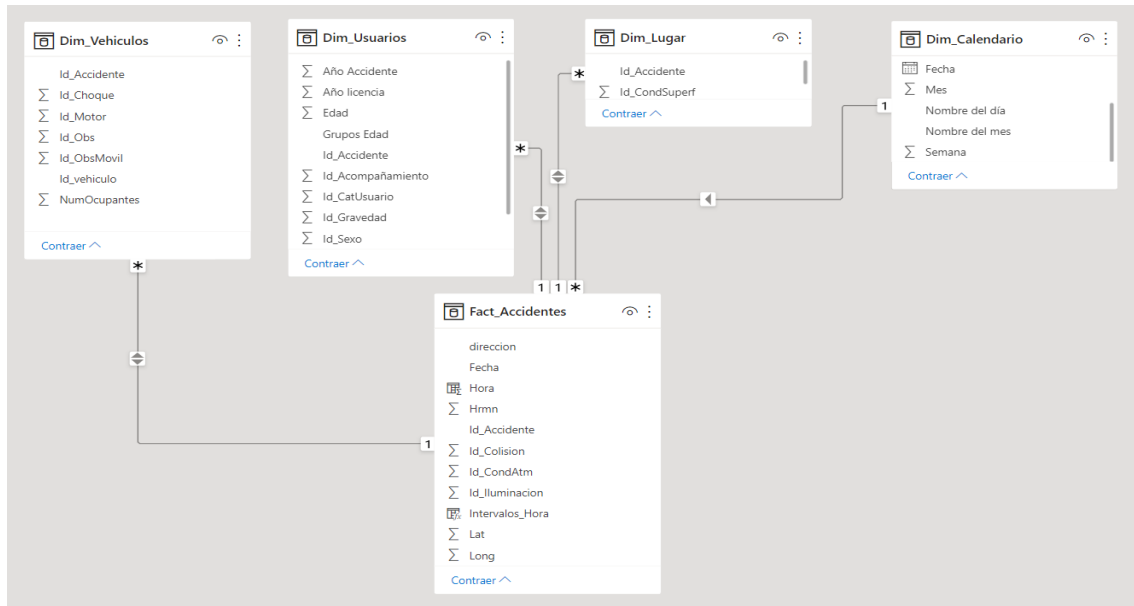 Dim_Vehiculos
Id_Accidente
Id_Choque
Id_Motor
Id_Obs
Id_ObsMovil
Id_vehiculo
NumOcupantes
Contraer
Dim_Usuarios
Año Accidente
Año licencia
Edad
Grupos Edad
Id_Accidente
Id_Acompañamiento
Id_CatUsuario
Id_Gravedad
Id_Sexo
Contraer
Dim_Lugar
Id_Accidente
Id_CondSuperf
Contraer
Dim_Calendario
Fecha
Mes
Nombre del día
Nombre del mes
Semana
Contraer
*
*
*
1
1 1 *
1
Fact_Accidentes
direccion
Fecha
Hora
Hrmn
Id_Accidente
Id_Colision
Id_CondAtm
Id_Iluminacion
Intervalos_Hora
Lat
Long
Contraer